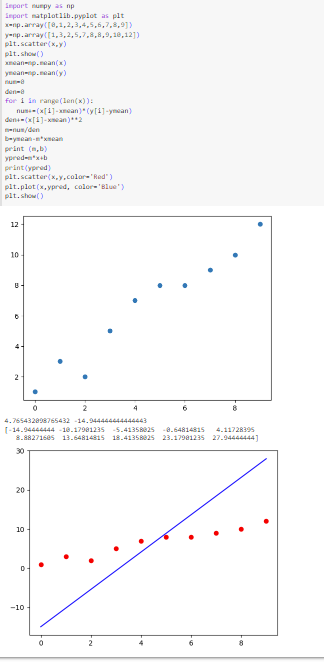 import numpy as np
import matplotlib.pyplot as plt
x=np.array([0,1,2,3,4,5,6,7,8,9])
y=np.array([1,3,2,5,7,8,8,9,10,12])
plt.scatter(x,y)
plt.show()
xmean=np.mean(x)
ymean=np.mean(y)
num=0
den=0
for i in range(len(x)):
   num+=(x[i]-xmean)*(y[i]-ymean)
den+=(x[i]-xmean)**2
m=num/den
b=ymean-m*xmean
print (m,b)
ypred=m*x+b
print(ypred)
plt.scatter(x,y,color='Red')
plt.plot(x,ypred, color='Blue')
plt.show()
12
10
8
6
4
2
0 2 4 6 8
4.765432098765432 -14.944444444444443
[-14.94444444 -10.17901235  -5.41358025  -0.64814815   4.11728395
   8.88271605  13.64814815  18.41358025  23.17901235  27.94444444]
30
20
10
0
−10
0 2 4 6 8